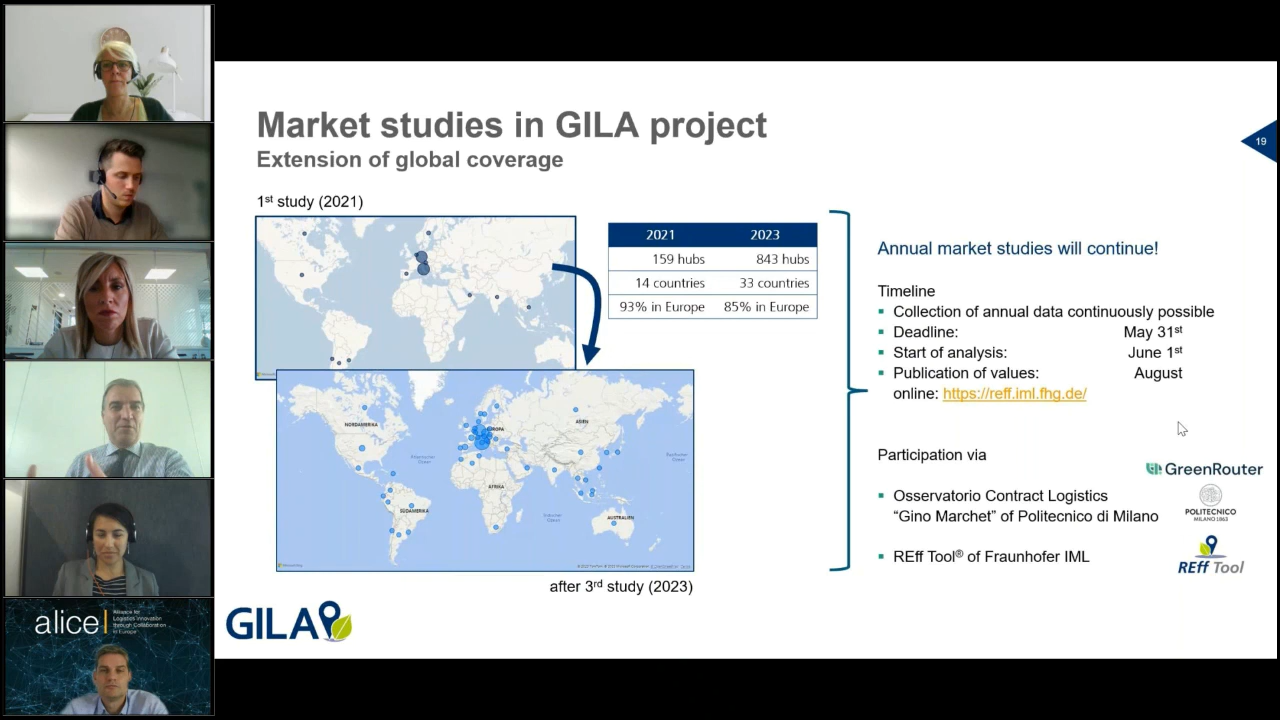 alice
Alliance for
Logistics Innovation
through Collaboration
in Europe
Market studies in GILA project
Extension of global coverage
19
1st study (2021)
2021 2023
159 hubs 843 hubs
14 countries 33 countries
93% in Europe 85% in Europe
NORDAMERIKA
EUROPA
ASIEN
AFRIKA
SÜDAMERIKA
AUSTRALIEN
after 3rd study (2023)
GILA
Annual market studies will continue!
Timeline
Collection of annual data continuously possible
Deadline: May 31st
Start of analysis: June 1st
Publication of values: August
online: https://reff.iml.fhg.de/
Participation via
GreenRouter
Osservatorio Contract Logistics
“Gino Marchet” of Politecnico di Milano
POLITECNICO
MILANO 1863
REff Tool® of Fraunhofer IML
REff Tool